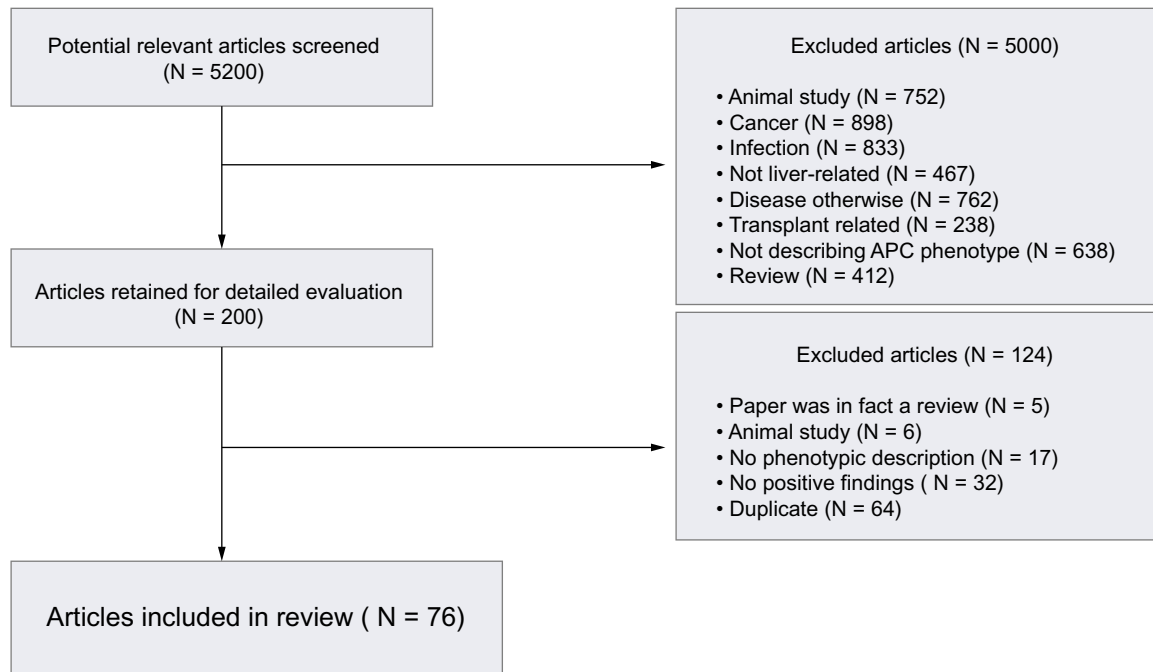 Potential relevant articles screened
(N = 5200)
Excluded articles (N = 5000)
• Animal study (N = 752)
• Cancer (N = 898)
• Infection (N = 833)
• Not liver-related (N = 467)
• Disease otherwise (N = 762)
• Transplant related (N = 238)
• Not describing APC phenotype (N = 638)
• Review (N = 412)
Articles retained for detailed evaluation
(N = 200)
Excluded articles (N = 124)
• Paper was in fact a review (N = 5)
• Animal study (N = 6)
• No phenotypic description (N = 17)
• No positive findings ( N = 32)
• Duplicate (N = 64)
Articles included in review ( N = 76)